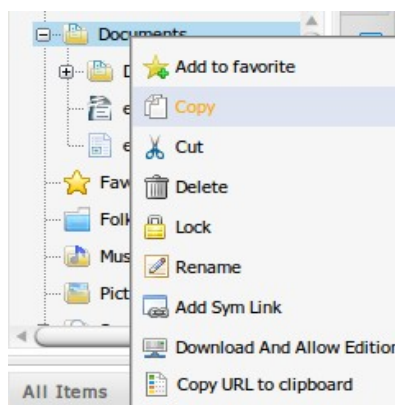 Documents
Add to favorite
Copy
Cut
Delete
Lock
Rename
Add Sym Link
Download And Allow Edition
Copy URL to clipboard
All Items